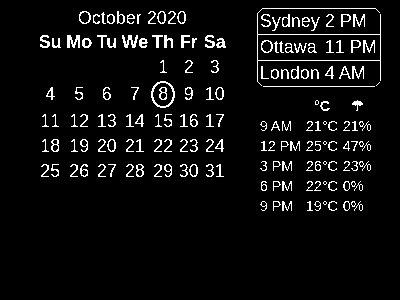 October 2020
Su Mo Tu We Th Fr Sa
1 2 3
4 5 6 7 8 9 10
11 12 13 14 15 16 17
18 19 20 21 22 23 24
25 26 27 28 29 30 31
Sydney 2 PM
Ottawa 11 PM
London 4 AM
°C ☂
9 AM 21°C 21%
12 PM 25°C 47%
3 PM 26°C 23%
6 PM 22°C 0%
9 PM 19°C 0%